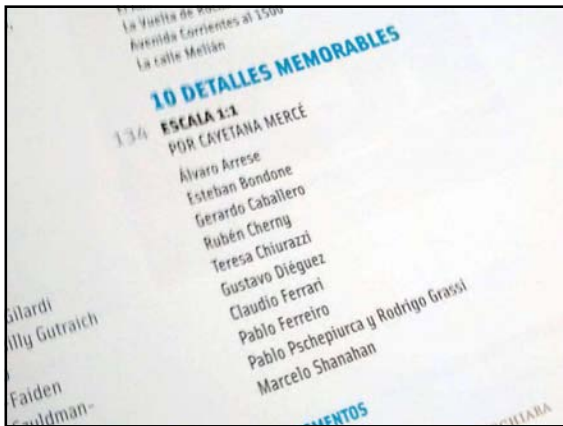 La Vuelta de
Avenida Corrientes al 1500
La calle Melián
10 DETALLES MEMORABLES
134 ESCALA 1:1
POR CAYETANA MERCÉ
Álvaro Arrese
Esteban Bondone
Gerardo Caballero
Rubén Cherny
Teresa Chiurazzi
Gustavo Diéguez
Claudio Ferrari
Pablo Ferreiro
Pablo Pschepiurca y Rodrigo Grassi
Marcelo Shanahan
Gilardi
Gutraich
Faiden